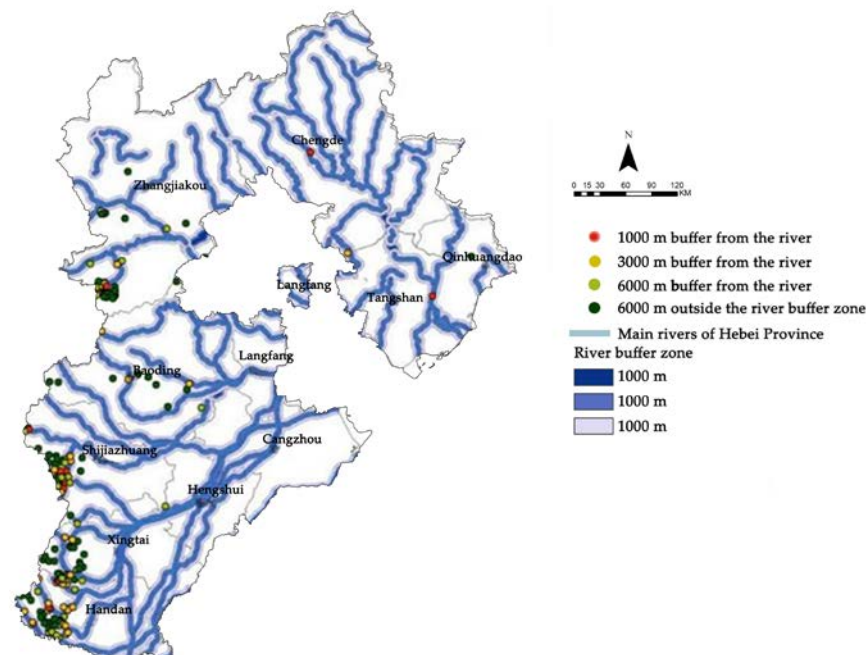 Chengde
Zhangjiakou
Qinhuangdao
Langfang
Tangshan
Langfang
Baoding
Cangzhou
Shijiazhuang
Hengshui
Xingtai
Handan
N
0 15 30 60 90 120
KM
1000 m buffer from the river
3000 m buffer from the river
6000 m buffer from the river
6000 m outside the river buffer zone
Main rivers of Hebei Province
River buffer zone
1000 m
1000 m
1000 m